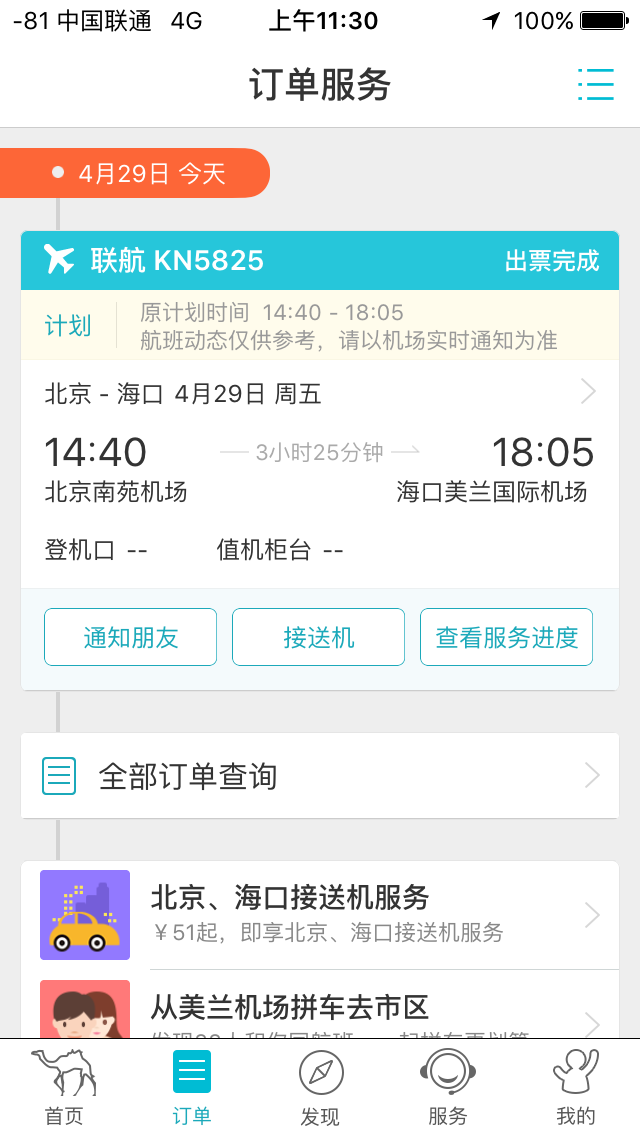 -81 中国联通 4G 上午11:30 100%
订单服务
4月29日 今天
联航 KN5825 出票完成
计划
原计划时间 14:40 - 18:05
航班动态仅供参考，请以机场实时通知为准
北京 - 海口 4月29日 周五
14:40 3小时25分钟 18:05
北京南苑机场 海口美兰国际机场
登机口 -- 值机柜台 --
通知朋友 接送机 查看服务进度
全部订单查询
北京、海口接送机服务
￥51起，即享北京、海口接送机服务
从美兰机场拼车去市区
首页 订单 发现 服务 我的